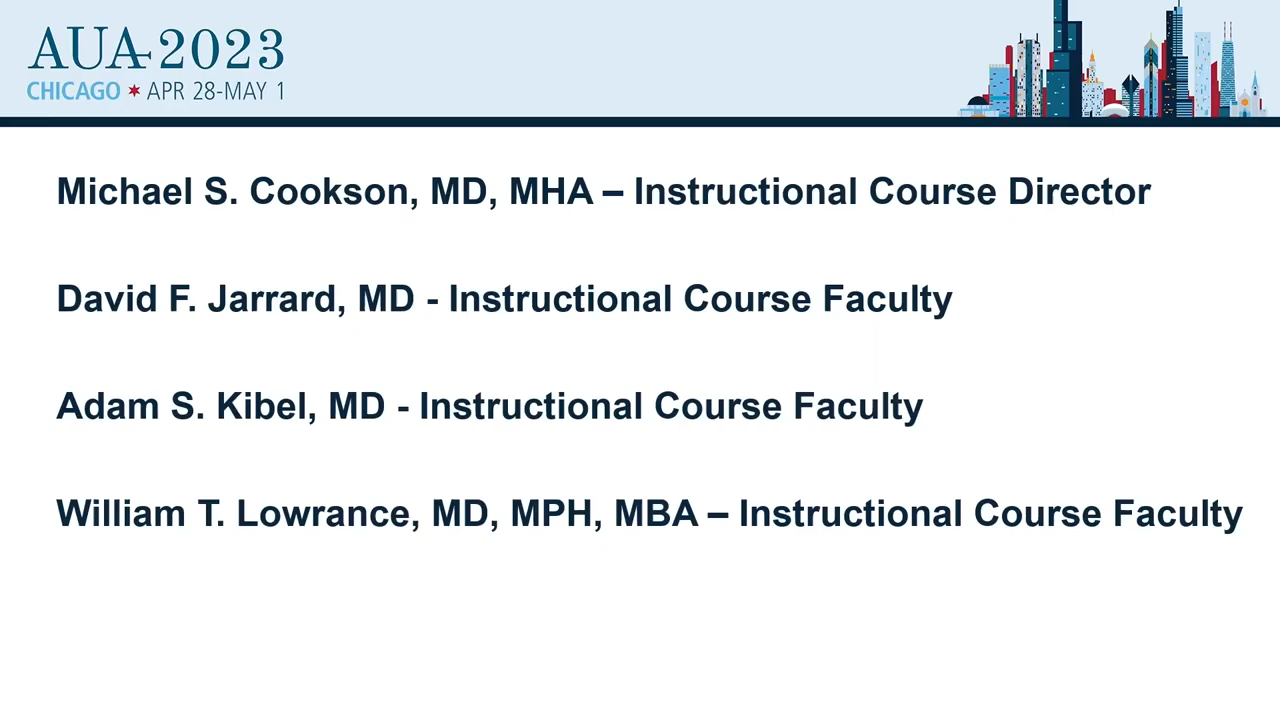 AUA 2023
CHICAGO ★ APR 28-MAY 1
Michael S. Cookson, MD, MHA – Instructional Course Director
David F. Jarrard, MD - Instructional Course Faculty
Adam S. Kibel, MD - Instructional Course Faculty
William T. Lowrance, MD, MPH, MBA – Instructional Course Faculty